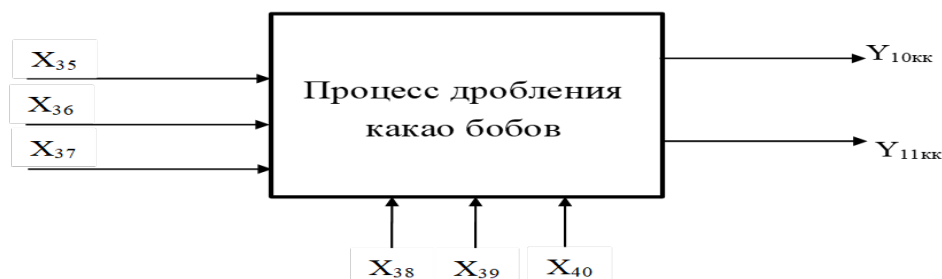 X₃₅
X₃₆
X₃₇
Процесс дробления
какао бобов
Y₁₀кк
Y₁₁кк
X₃₈ X₃₉ X₄₀